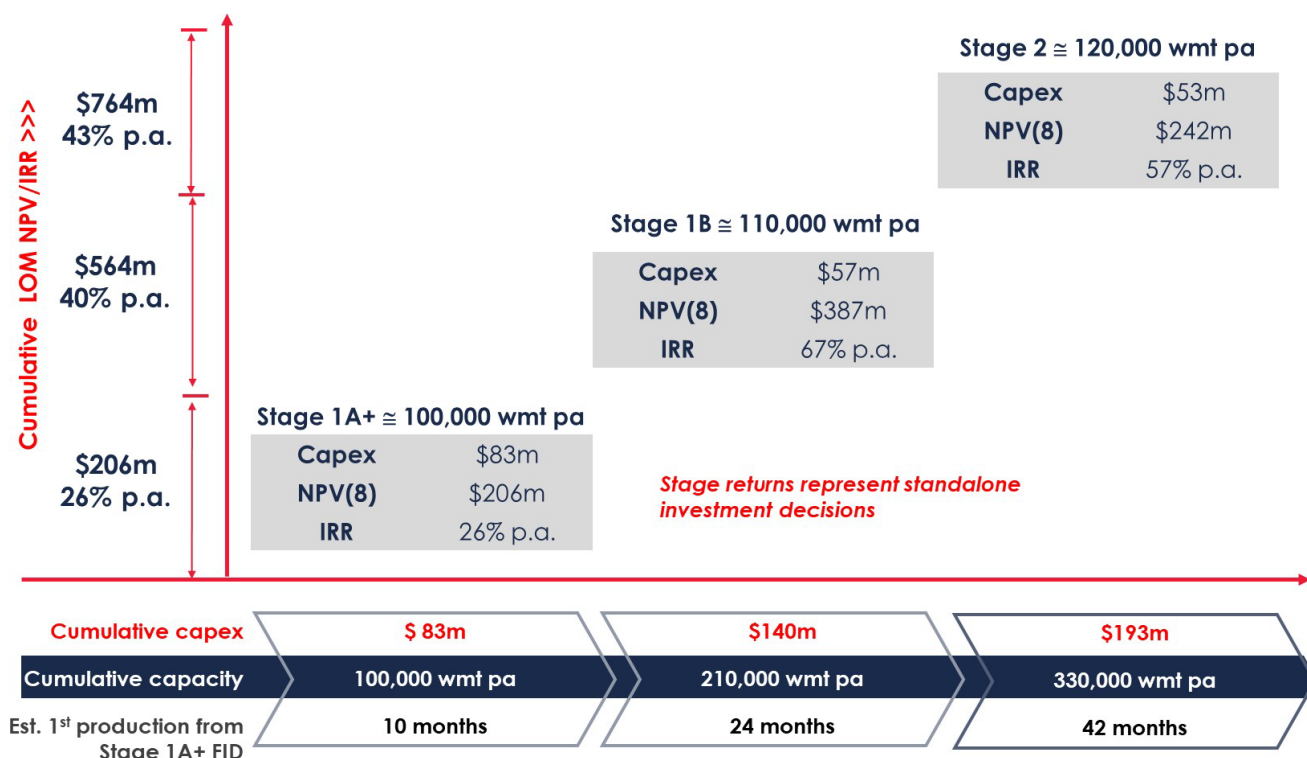 Cumulative LOM NPV/IRR >>>
$764m
43% p.a.
$564m
40% p.a.
$206m
26% p.a.
Stage 2 ≅ 120,000 wmt pa
Capex $53m
NPV(8) $242m
IRR 57% p.a.
Stage 1B ≅ 110,000 wmt pa
Capex $57m
NPV(8) $387m
IRR 67% p.a.
Stage 1A+ ≅ 100,000 wmt pa
Capex $83m
NPV(8) $206m
IRR 26% p.a.
Stage returns represent standalone
investment decisions
Cumulative capex $ 83m $140m $193m
Cumulative capacity 100,000 wmt pa 210,000 wmt pa 330,000 wmt pa
Est. 1st production from 10 months 24 months 42 months
Stage 1A+ FID